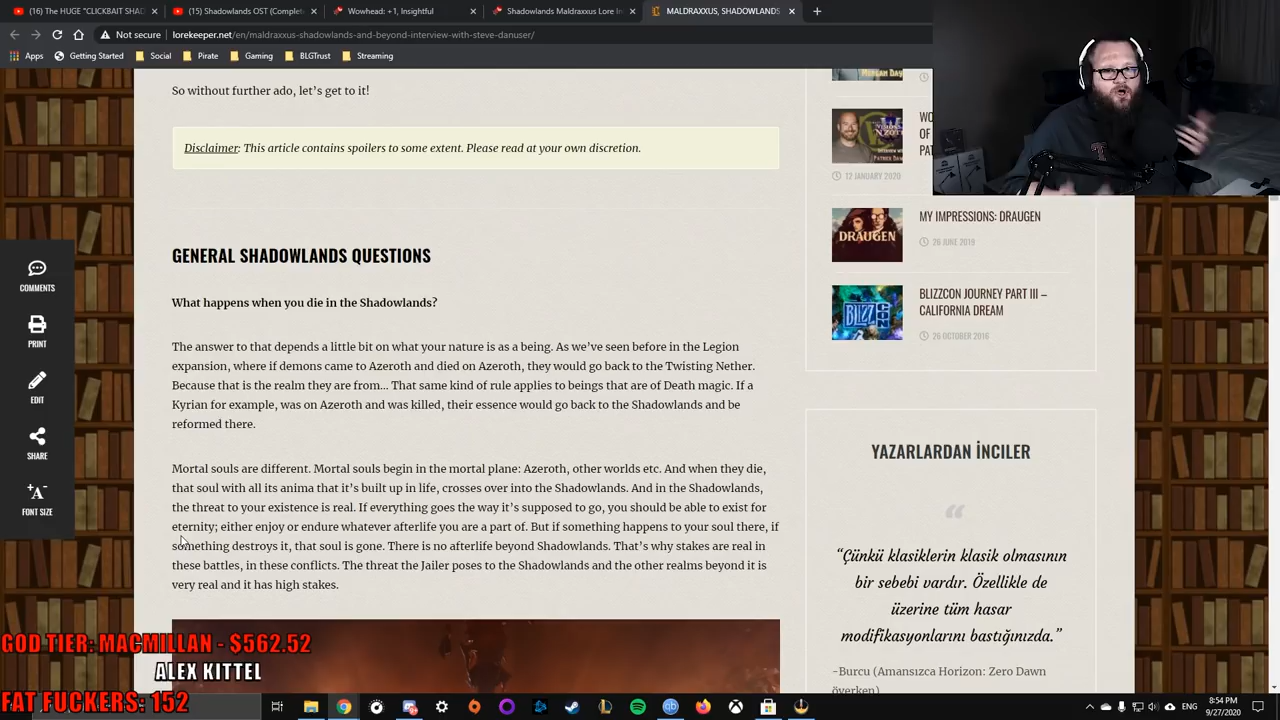 (15) The HUGE "CLICKBAIT SHAD
(15) Shadowlands OST (Complet
Wowhead: +1, Insightful
Shadowlands Maldraxxus Lore In
MALDRAXXUS, SHADOWLANDS
Not secure
lorekeeper.net/en/maldraxxus-shadowlands-and-beyond-interview-with-steve-danuser/
Apps
Getting Started
Social
Pirate
Gaming
BLGTrust
Streaming
So without further ado, let's get to it!
Disclaimer: This article contains spoilers to some extent. Please read at your own discretion.
GENERAL SHADOWLANDS QUESTIONS
What happens when you die in the Shadowlands?
The answer to that depends a little bit on what your nature is as a being. As we've seen before in the Legion
expansion, where if demons came to Azeroth and died on Azeroth, they would go back to the Twisting Nether.
Because that is the realm they are from... That same kind of rule applies to beings that are of Death magic. If a
Kyrian for example, was on Azeroth and was killed, their essence would go back to the Shadowlands and be
reformed there.
Mortal souls are different. Mortal souls begin in the mortal plane: Azeroth, other worlds etc. And when they die,
that soul with all its anima that it's built up in life, crosses over into the Shadowlands. And in the Shadowlands,
the threat to your existence is real. If everything goes the way it's supposed to go, you should be able to exist for
eternity; either enjoy or endure whatever afterlife you are a part of. But if something happens to your soul there, if
something destroys it, that soul is gone. There is no afterlife beyond Shadowlands. That's why stakes are real in
these battles, in these conflicts. The threat the Jailer poses to the Shadowlands and the other realms beyond it is
very real and it has high stakes.
COMMENTS
PRINT
EDIT
SHARE
A
FONT SIZE
MORGAN DAY
WO
OF
PAT
12 JANUARY 2020
MY IMPRESSIONS: DRAUGEN
DRAUGEN
26 JUNE 2019
BLIZZCON JOURNEY PART III –
CALIFORNIA DREAM
BLIZZ CON
26 OCTOBER 2016
YAZARLARDAN İNCİLER
“Çünkü klasiklerin klasik olmasının
bir sebebi vardır. Özellikle de
üzerine tüm hasar
modifikasyonlarını bastığınızda.”
-Burcu (Amansızca Horizon: Zero Dawn
överken)
GOD TIER: MACMILLAN - $562.52
ALEX KITTEL
FAT FUCKERS: 152
8:54 PM
9/27/2020